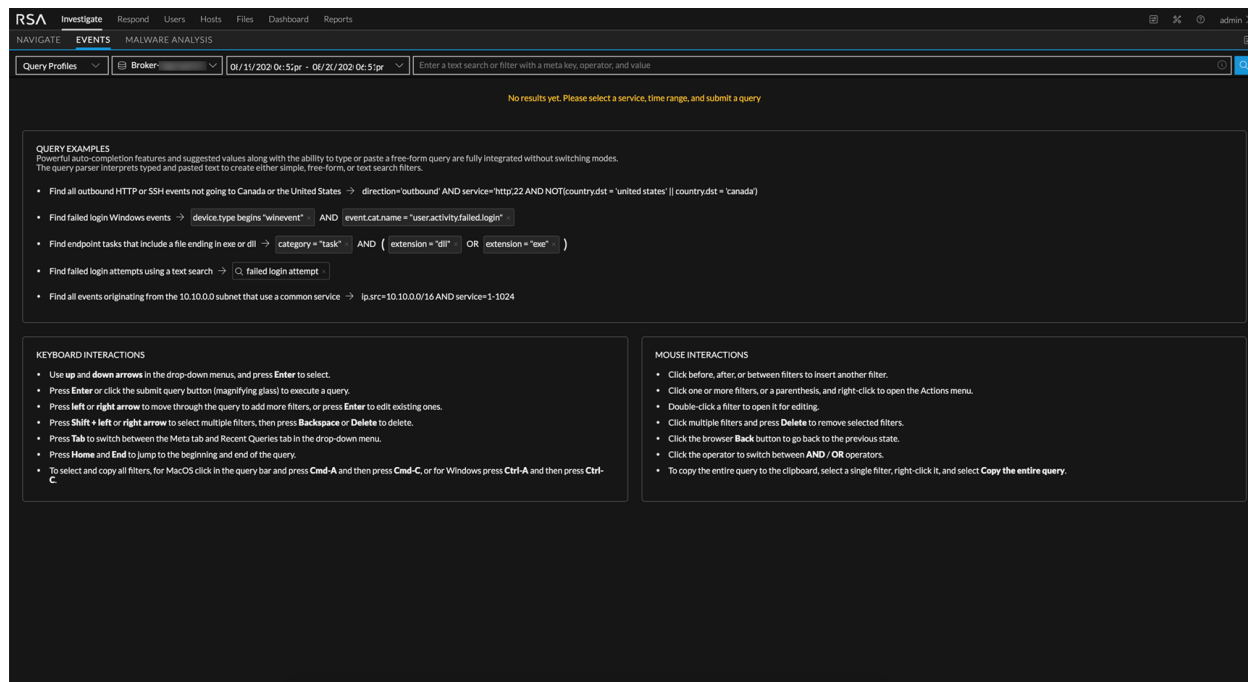 RSA Investigate Respond Users Hosts Files Dashboard Reports admin
NAVIGATE EVENTS MALWARE ANALYSIS
Query Profiles Broker- Enter a text search or filter with a meta key, operator, and value
No results yet. Please select a service, time range, and submit a query
QUERY EXAMPLES
Powerful auto-completion features and suggested values along with the ability to type or paste a free-form query are fully integrated without switching modes.
The query parser interprets typed and pasted text to create either simple, free-form, or text search filters.
• Find all outbound HTTP or SSH events not going to Canada or the United States → direction='outbound' AND service='http',22 AND NOT(country.dst = 'united states' || country.dst = 'canada')
• Find failed login Windows events → device.type begins "winevent" × AND event.cat.name = "user.activity.failed.login" ×
• Find endpoint tasks that include a file ending in exe or dll → category = "task" × AND ( extension = "dll" × OR extension = "exe" × )
• Find failed login attempts using a text search → failed login attempt ×
• Find all events originating from the 10.10.0.0 subnet that use a common service → ip.src=10.10.0.0/16 AND service=1-1024
KEYBOARD INTERACTIONS
• Use up and down arrows in the drop-down menus, and press Enter to select.
• Press Enter or click the submit query button (magnifying glass) to execute a query.
• Press left or right arrow to move through the query to add more filters, or press Enter to edit existing ones.
• Press Shift + left or right arrow to select multiple filters, then press Backspace or Delete to delete.
• Press Tab to switch between the Meta tab and Recent Queries tab in the drop-down menu.
• Press Home and End to jump to the beginning and end of the query.
• To select and copy all filters, for MacOS click in the query bar and press Cmd-A and then press Cmd-C, or for Windows press Ctrl-A and then press Ctrl-
C.
MOUSE INTERACTIONS
• Click before, after, or between filters to insert another filter.
• Click one or more filters, or a parenthesis, and right-click to open the Actions menu.
• Double-click a filter to open it for editing.
• Click multiple filters and press Delete to remove selected filters.
• Click the browser Back button to go back to the previous state.
• Click the operator to switch between AND / OR operators.
• To copy the entire query to the clipboard, select a single filter, right-click it, and select Copy the entire query.